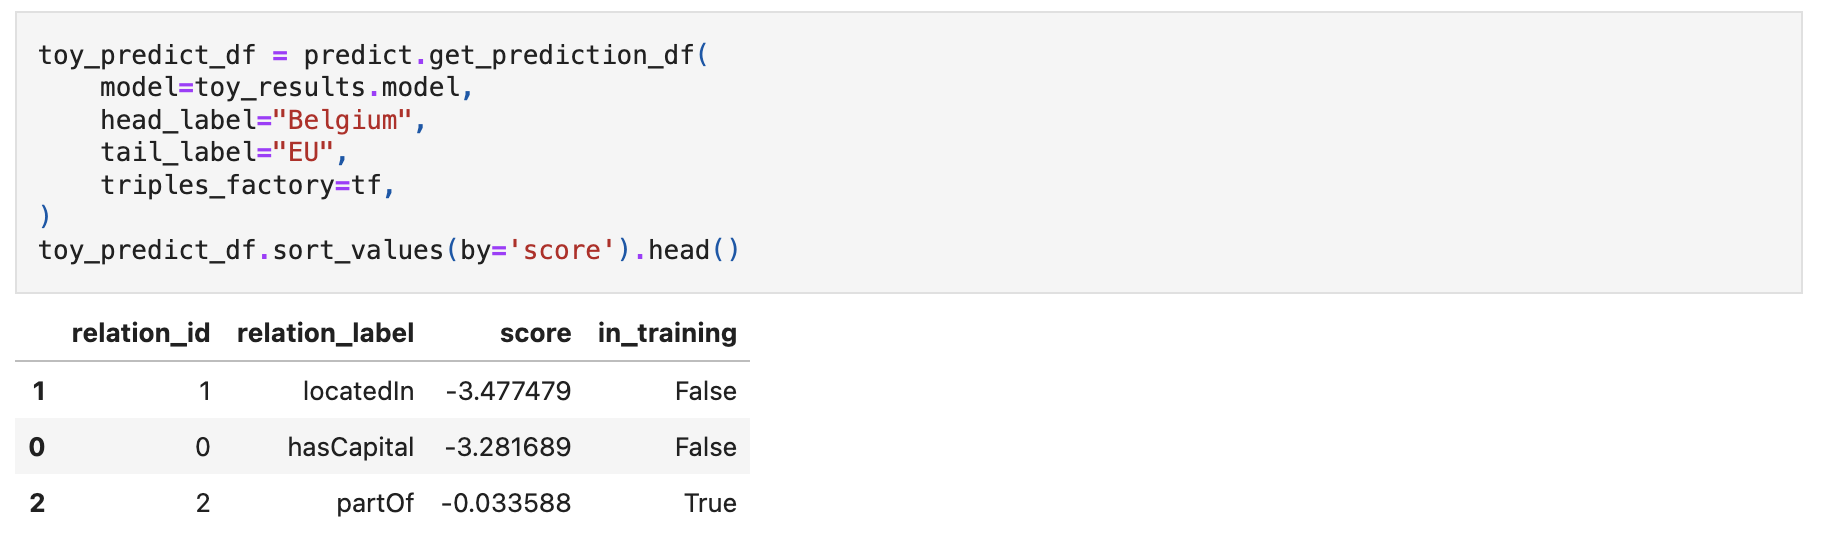 toy_predict_df = predict.get_prediction_df(
    model=toy_results.model,
    head_label="Belgium",
    tail_label="EU",
    triples_factory=tf,
)
toy_predict_df.sort_values(by='score').head()
relation_id relation_label score in_training
1 1 locatedIn -3.477479 False
0 0 hasCapital -3.281689 False
2 2 partOf -0.033588 True